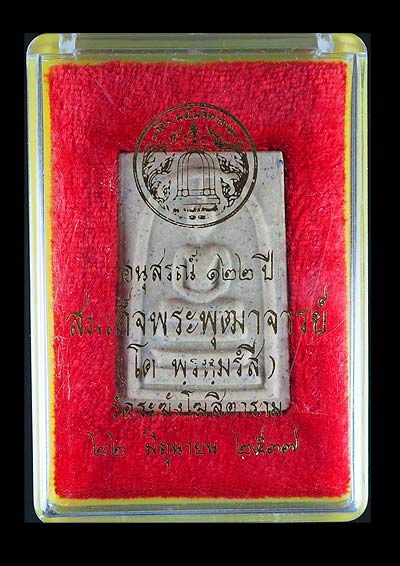 อนุสรณ์ ๑๒๒ ปี
สมเด็จพระพุฒาจารย์
(โต พรหมรังสี)
วัดระฆังโฆสิตาราม
๒๒ มิถุนายน ๒๕๓๗